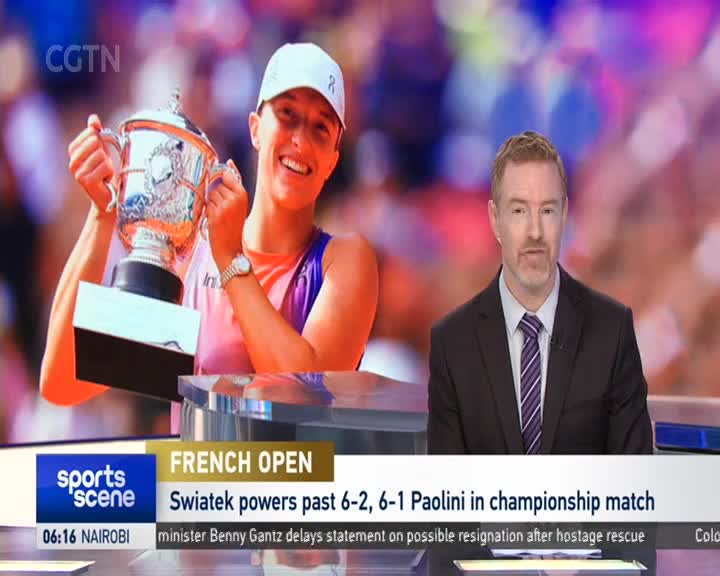 CGTN
FRENCH OPEN
sports
scene
Swiatek powers past 6-2, 6-1 Paolini in championship match
06:16 NAIROBI
minister Benny Gantz delays statement on possible resignation after hostage rescue
Colo